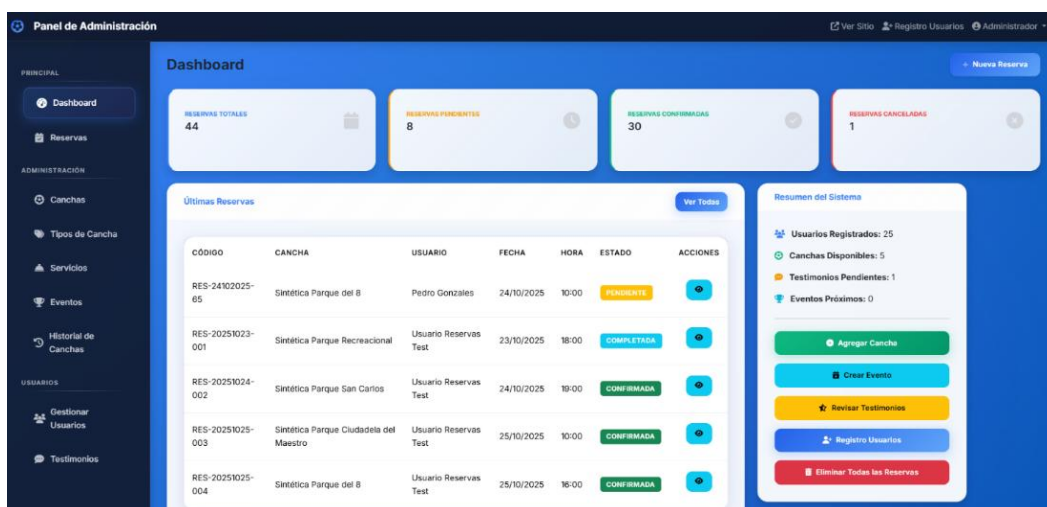 Panel de Administración
Ver Sitio
Registro Usuarios
Administrador
PRINCIPAL
Dashboard
Reservas
ADMINISTRACIÓN
Canchas
Tipos de Cancha
Servicios
Eventos
Historial de
Canchas
USUARIOS
Gestionar
Usuarios
Testimonios
Dashboard
+ Nueva Reserva
RESERVAS TOTALES
44
RESERVAS PENDIENTES
8
RESERVAS CONFIRMADAS
30
RESERVAS CANCELADAS
1
Últimas Reservas
Ver Todas
CÓDIGO CANCHA USUARIO FECHA HORA ESTADO ACCIONES
RES-24102025-
65
Sintética Parque del 8
Pedro Gonzales
24/10/2025
10:00
PENDIENTE
RES-20251023-
001
Sintética Parque Recreacional
Usuario Reservas
Test
23/10/2025
18:00
COMPLETADA
RES-20251024-
002
Sintética Parque San Carlos
Usuario Reservas
Test
24/10/2025
19:00
CONFIRMADA
RES-20251025-
003
Sintética Parque Ciudadela del
Maestro
Usuario Reservas
Test
25/10/2025
10:00
CONFIRMADA
RES-20251025-
004
Sintética Parque del 8
Usuario Reservas
Test
25/10/2025
16:00
CONFIRMADA
Resumen del Sistema
Usuarios Registrados: 25
Canchas Disponibles: 5
Testimonios Pendientes: 1
Eventos Próximos: 0
Agregar Cancha
Crear Evento
Revisar Testimonios
Registro Usuarios
Eliminar Todas las Reservas